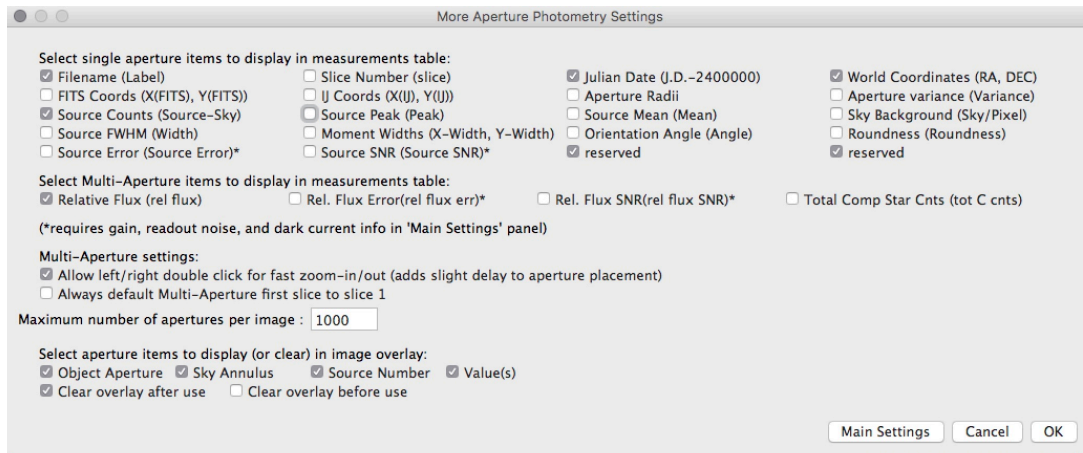 More Aperture Photometry Settings
Select single aperture items to display in measurements table:
Filename (Label) Slice Number (slice) Julian Date (J.D.-2400000) World Coordinates (RA, DEC)
FITS Coords (X(FITS), Y(FITS)) IJ Coords (X(IJ), Y(IJ)) Aperture Radii Aperture variance (Variance)
Source Counts (Source-Sky) Source Peak (Peak) Source Mean (Mean) Sky Background (Sky/Pixel)
Source FWHM (Width) Moment Widths (X-Width, Y-Width) Orientation Angle (Angle) Roundness (Roundness)
Source Error (Source Error)* Source SNR (Source SNR)* reserved reserved
Select Multi-Aperture items to display in measurements table:
Relative Flux (rel flux) Rel. Flux Error(rel flux err)* Rel. Flux SNR(rel flux SNR)* Total Comp Star Cnts (tot C cnts)
(*requires gain, readout noise, and dark current info in 'Main Settings' panel)
Multi-Aperture settings:
Allow left/right double click for fast zoom-in/out (adds slight delay to aperture placement)
Always default Multi-Aperture first slice to slice 1
Maximum number of apertures per image : 1000
Select aperture items to display (or clear) in image overlay:
Object Aperture Sky Annulus Source Number Value(s)
Clear overlay after use Clear overlay before use
Main Settings Cancel OK